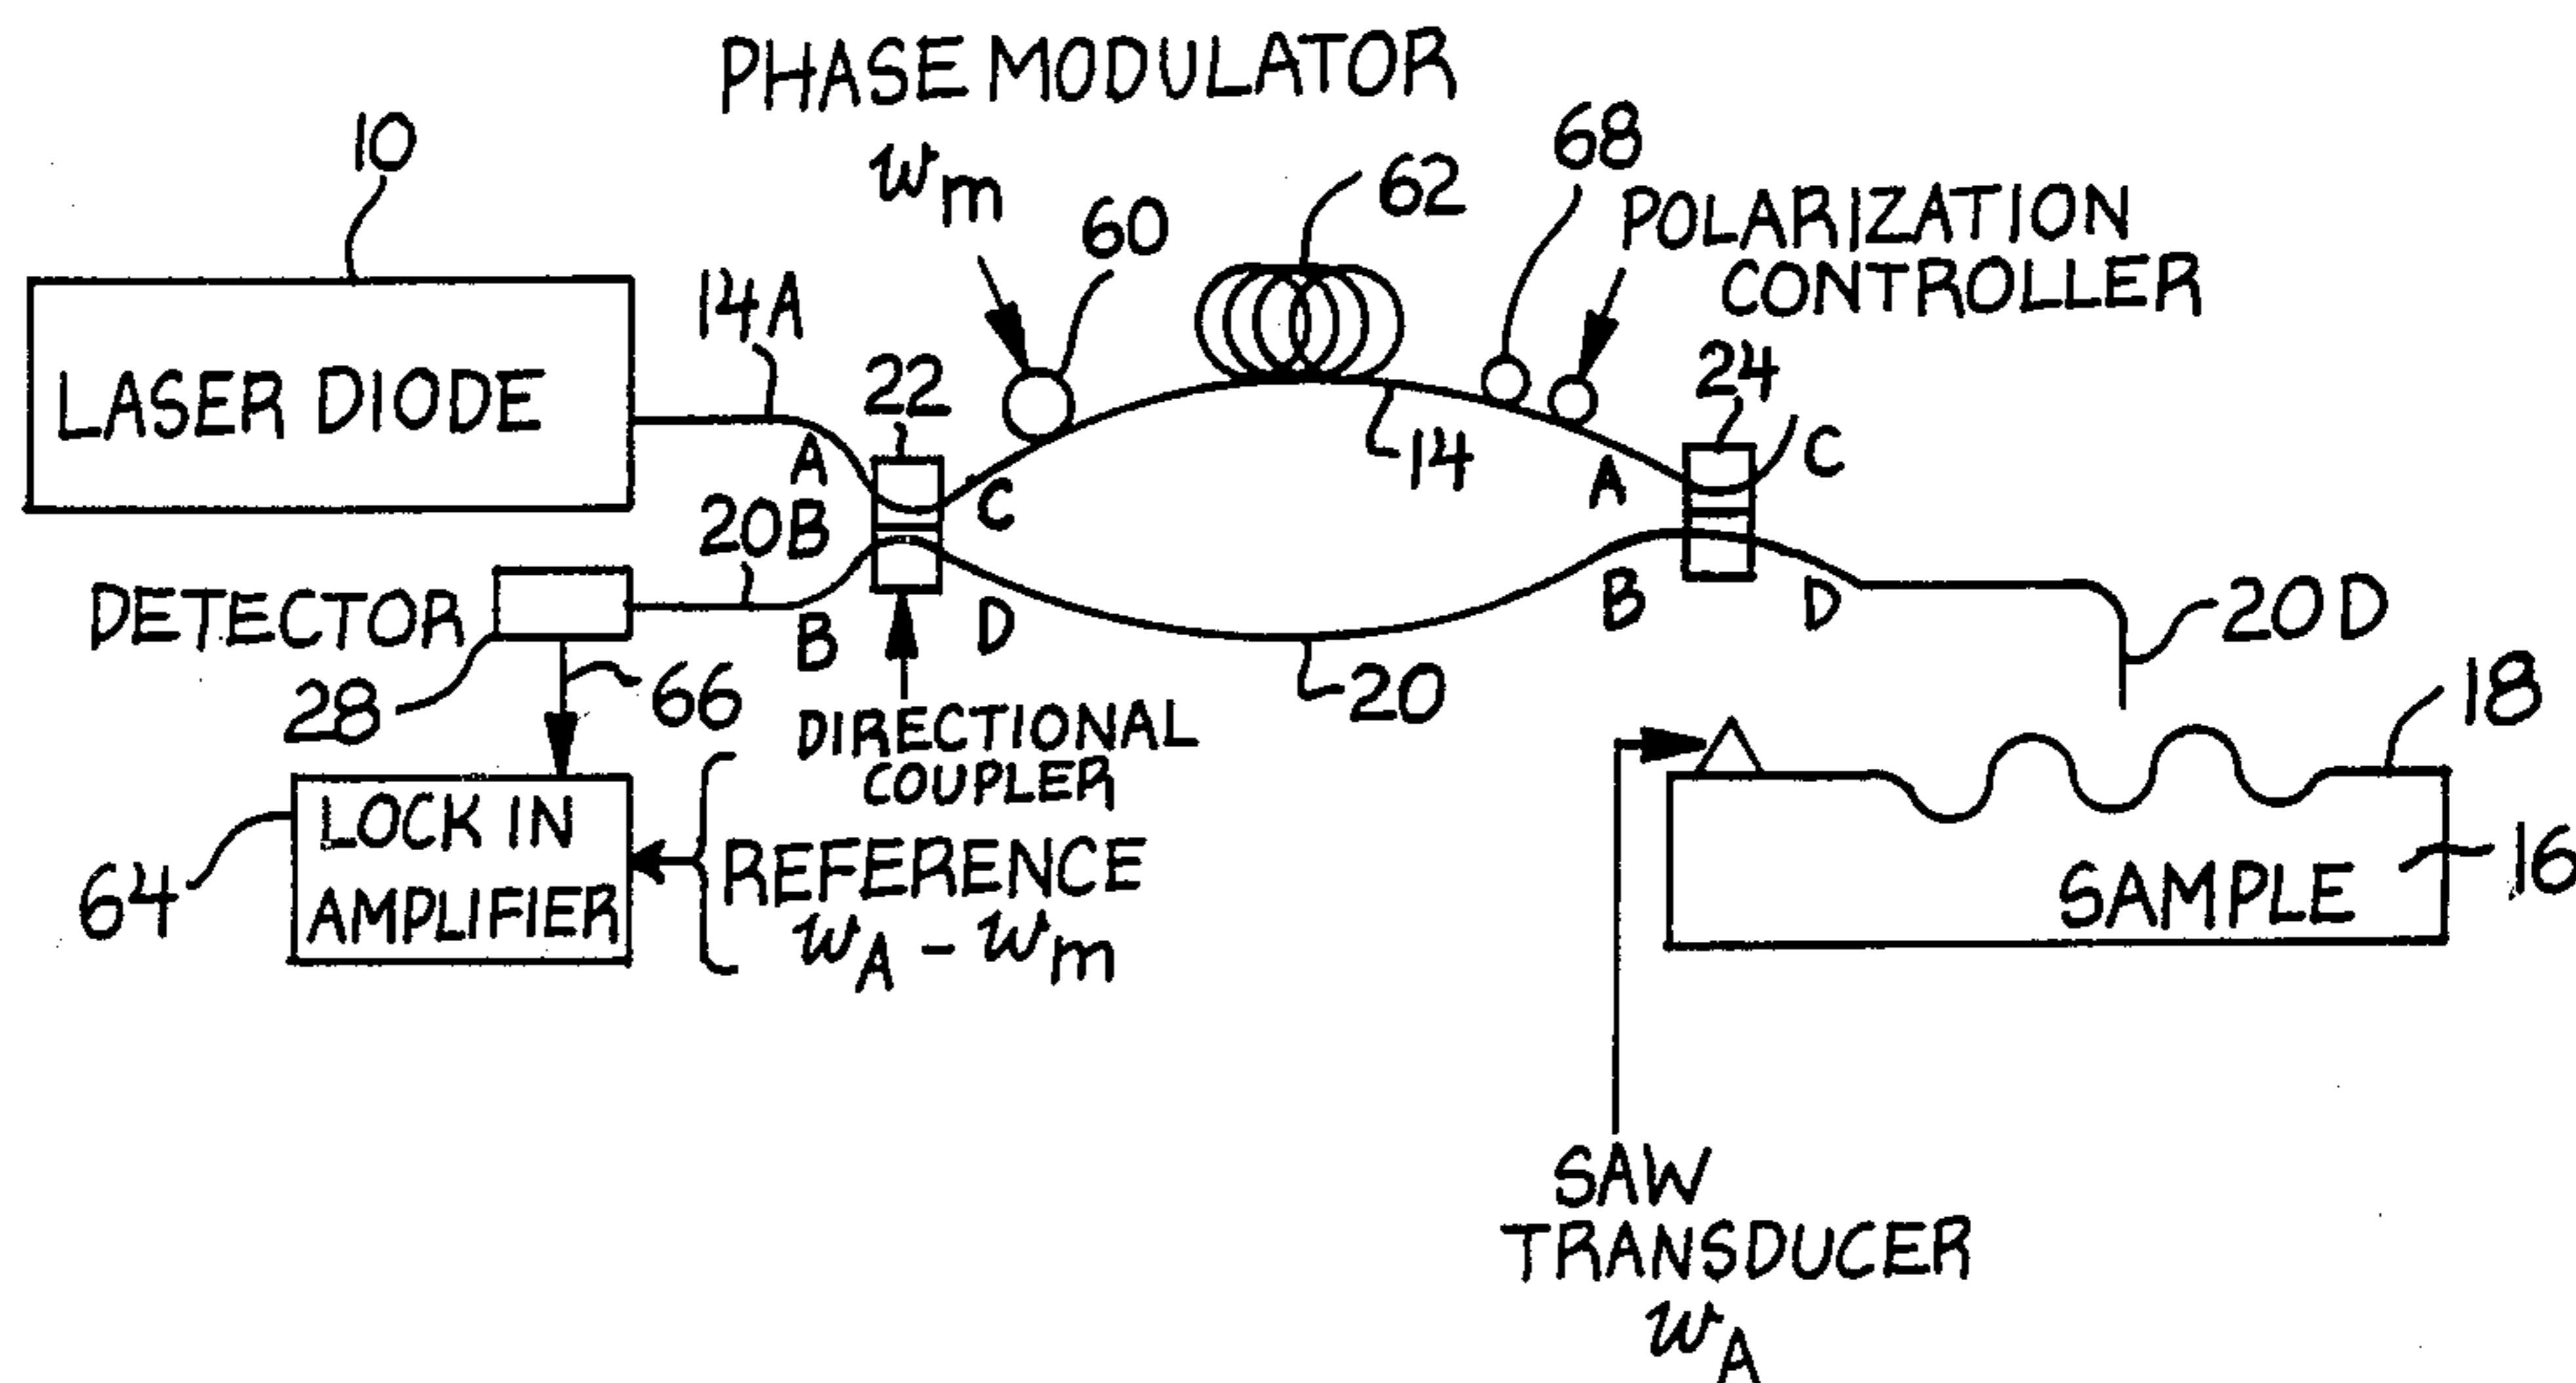 PHASE MODULATOR
wm
10
60
62
68
POLARIZATION
CONTROLLER
14A
22
24
LASER DIODE
A
C
14
A
C
20B
DETECTOR
B
D
B
D
20D
28
66
20
18
DIRECTIONAL
COUPLER
LOCK IN
AMPLIFIER
64
REFERENCE
wA - wm
SAMPLE
16
SAW
TRANSDUCER
wA